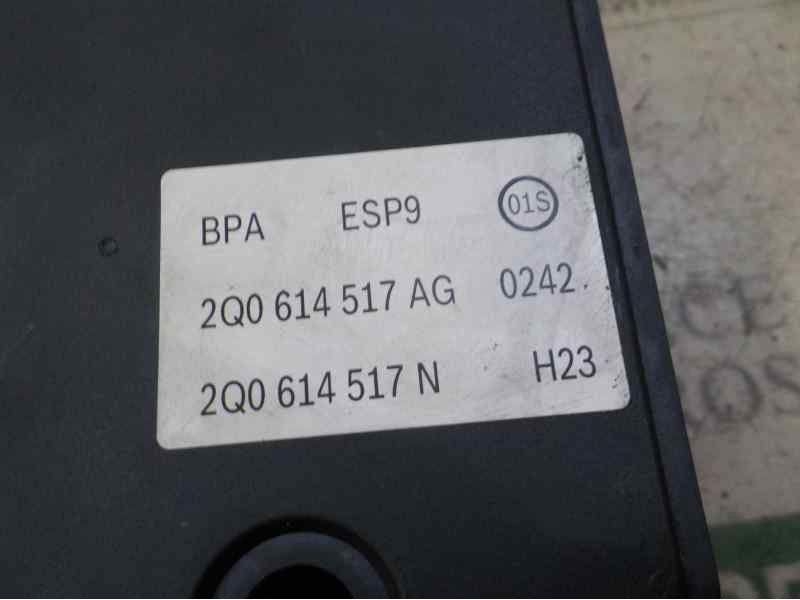 BPA ESP9 01S
2Q0 614 517 AG 0242
2Q0 614 517 N H23